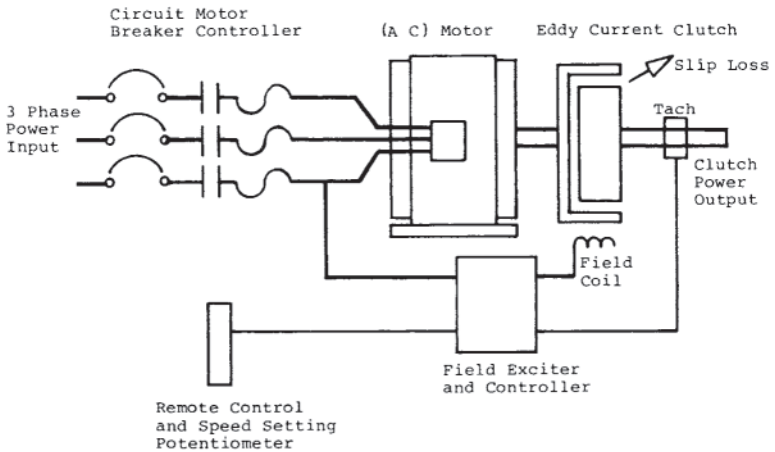 Circuit Motor
Breaker Controller
(A C) Motor
Eddy Current Clutch
Slip Loss
3 Phase
Power
Input
Tach
Clutch
Power
Output
Field
Coil
Field Exciter
and Controller
Remote Control
and Speed Setting
Potentiometer